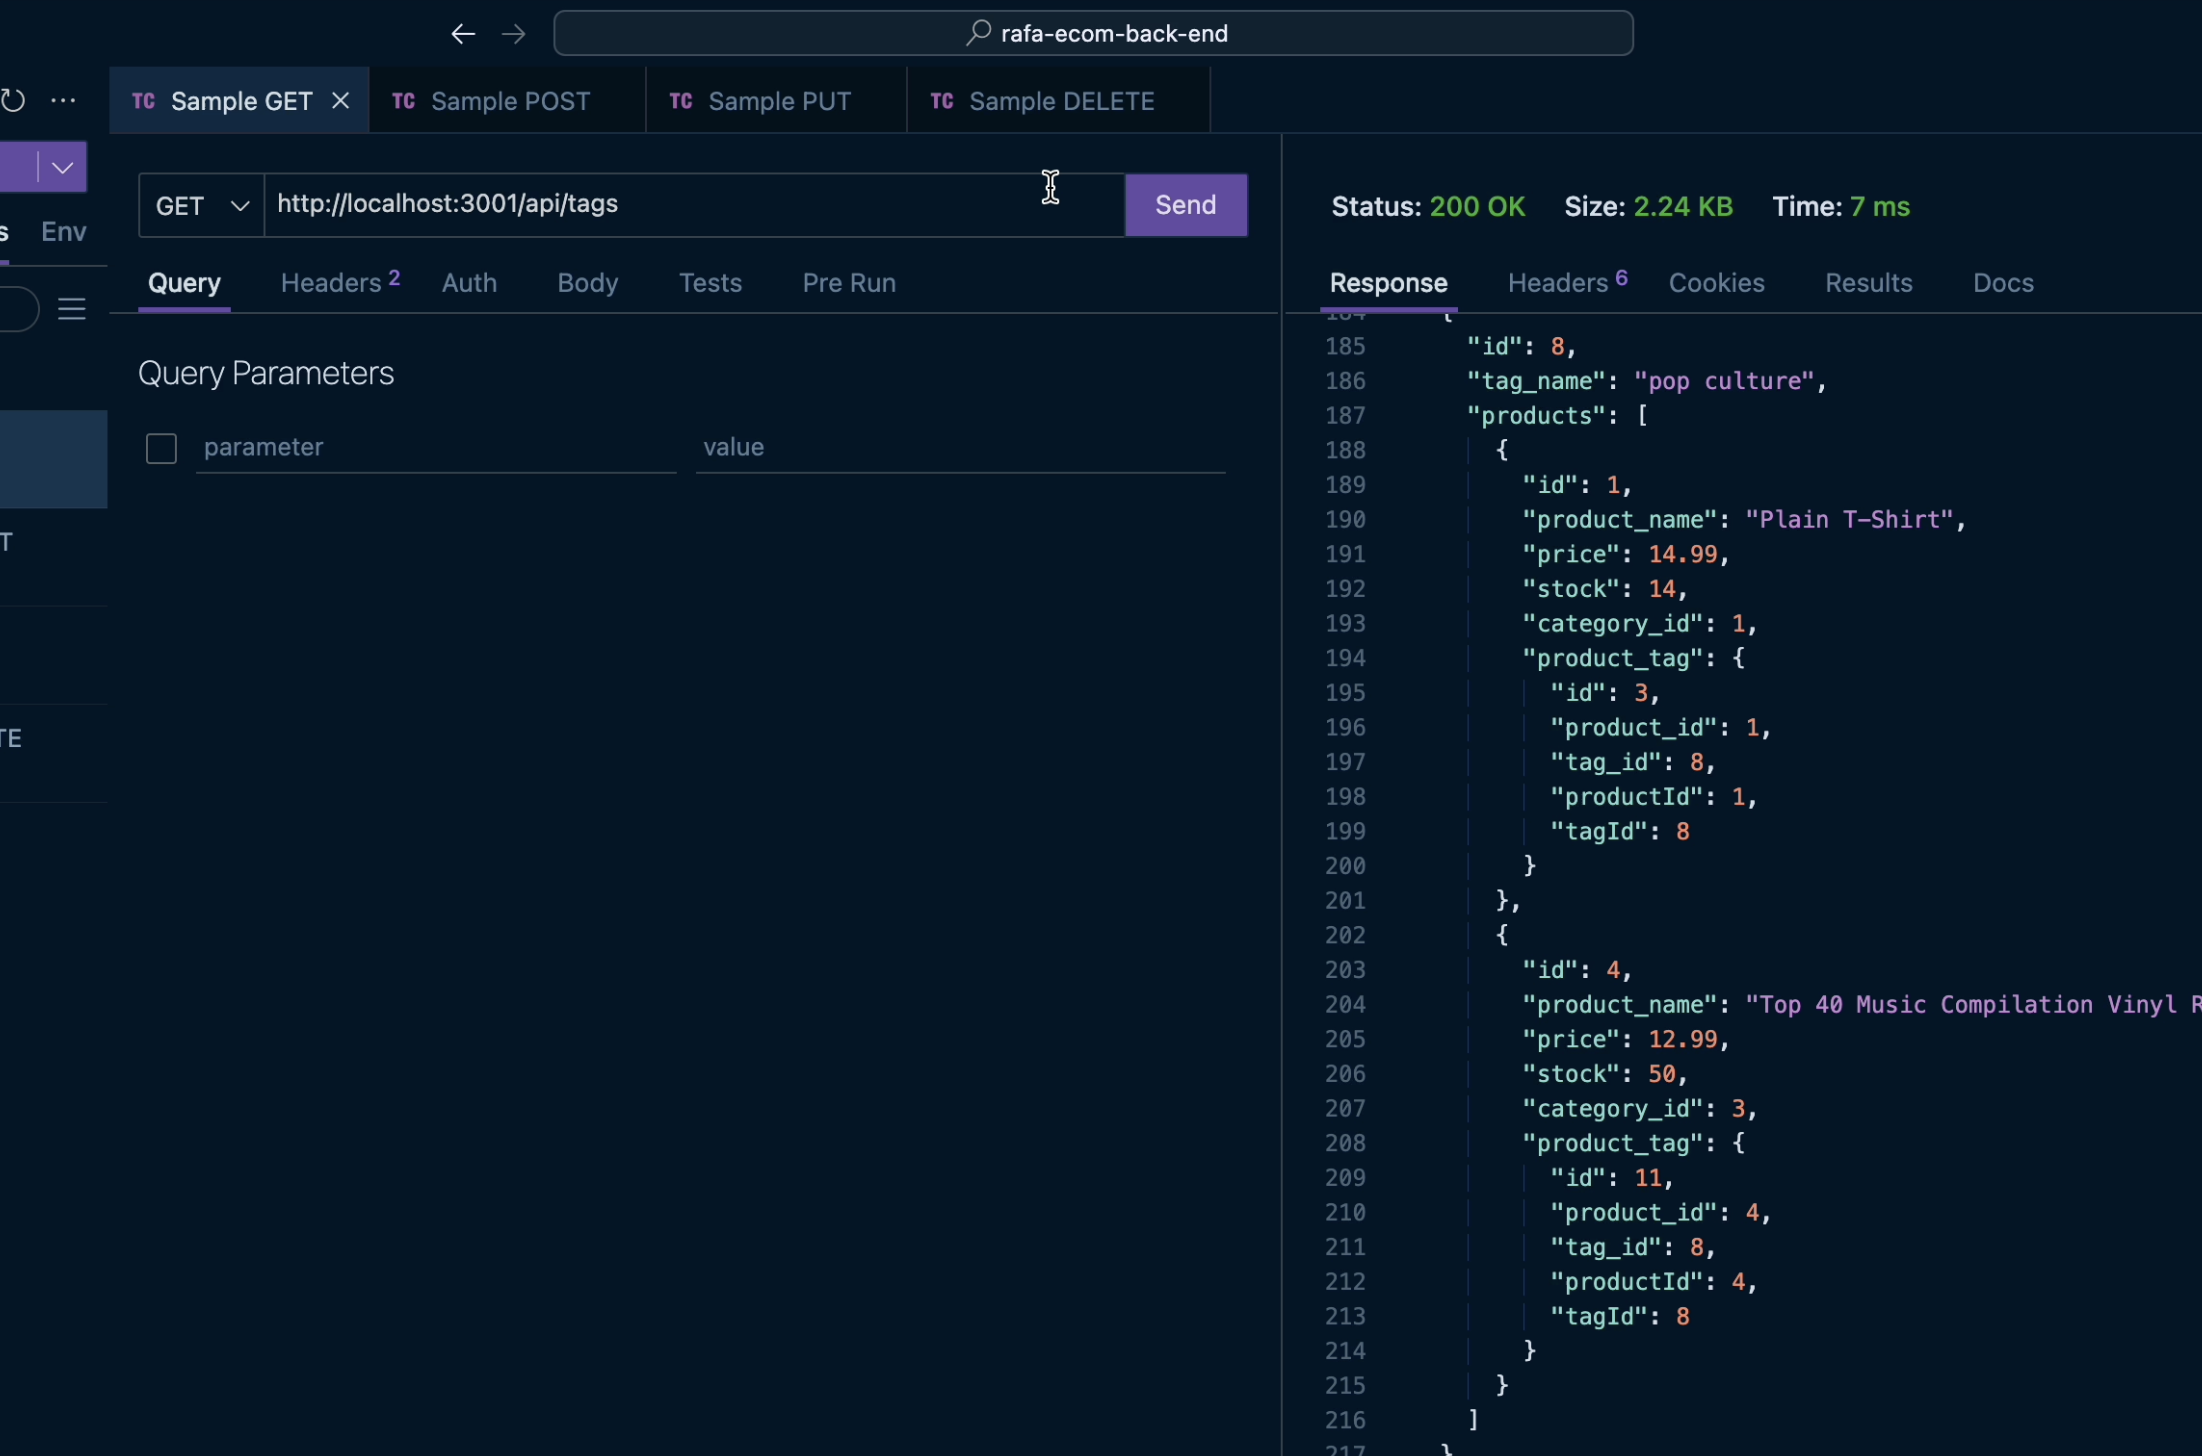 rafa-ecom-back-end
TC Sample GET
TC Sample POST
TC Sample PUT
TC Sample DELETE
GET
http://localhost:3001/api/tags
Send
Status: 200 OK Size: 2.24 KB Time: 7 ms
s Env
Query Headers 2 Auth Body Tests Pre Run
Query Parameters
parameter value
T
TE
Response Headers 6 Cookies Results Docs
184 {
185 "id": 8,
186 "tag_name": "pop culture",
187 "products": [
188 {
189 "id": 1,
190 "product_name": "Plain T-Shirt",
191 "price": 14.99,
192 "stock": 14,
193 "category_id": 1,
194 "product_tag": {
195 "id": 3,
196 "product_id": 1,
197 "tag_id": 8,
198 "productId": 1,
199 "tagId": 8
200 }
201 },
202 {
203 "id": 4,
204 "product_name": "Top 40 Music Compilation Vinyl R
205 "price": 12.99,
206 "stock": 50,
207 "category_id": 3,
208 "product_tag": {
209 "id": 11,
210 "product_id": 4,
211 "tag_id": 8,
212 "productId": 4,
213 "tagId": 8
214 }
215 }
216 ]
217 }